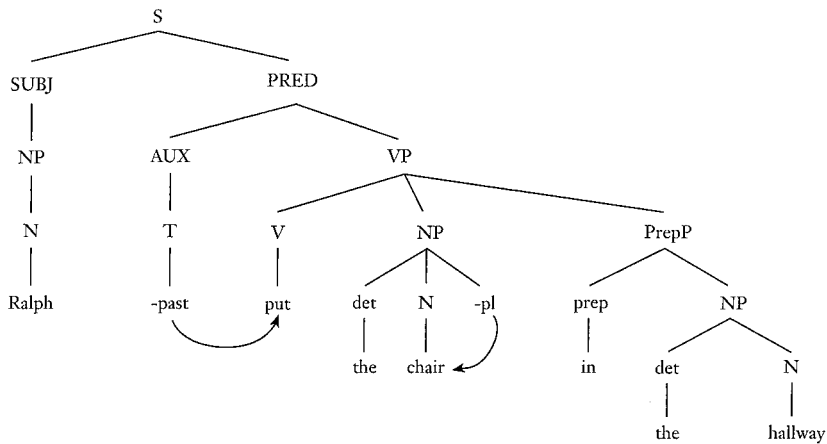 S
SUBJ PRED
NP AUX VP
N T V NP PrepP
Ralph -past put det N -pl prep NP
the chair in det N
the hallway